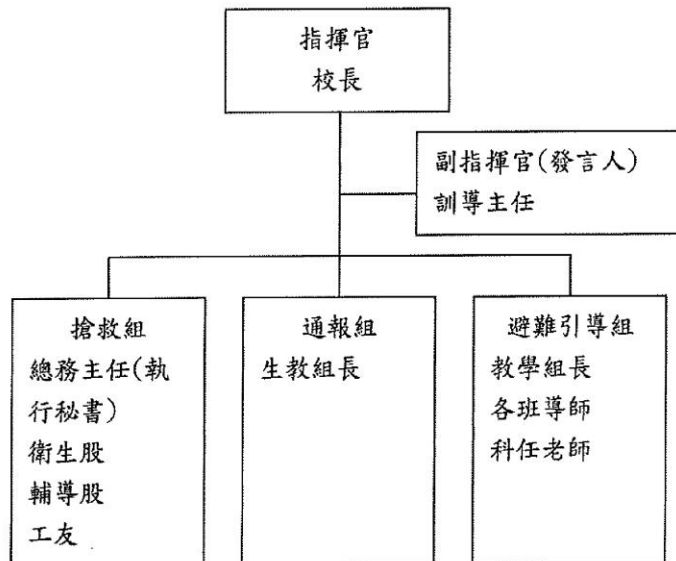 指揮官
校長
副指揮官(發言人)
訓導主任
搶救組
總務主任(執
行秘書)
衛生股
輔導股
工友
通報組
生教組長
避難引導組
教學組長
各班導師
科任老師